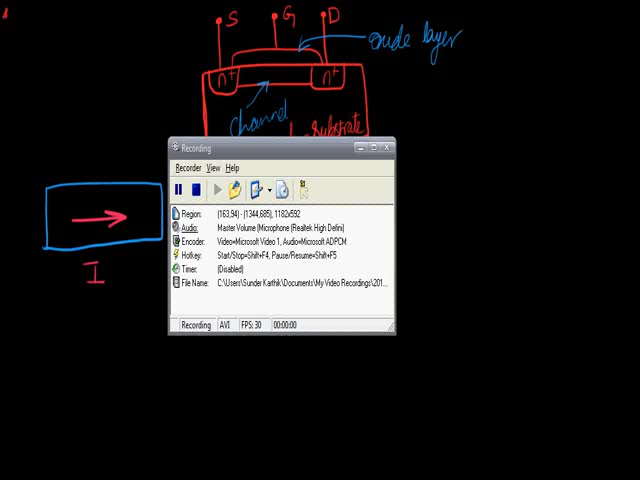 S G D
oxide layer
n+ n+
channel
substrate
Recording
Recorder View Help
Region: (163,94) - (1344,685), 1182x592
Audio: Master Volume (Microphone (Realtek High Defini)
Encoder: Video=Microsoft Video 1, Audio=Microsoft ADPCM
Hotkey: Start/Stop=Shift+F4, Pause/Resume=Shift+F5
Timer: (Disabled)
File Name: C:\Users\Sunder Karthik\Documents\My Video Recordings\201...
I
Recording AVI FPS: 30 00:00:00